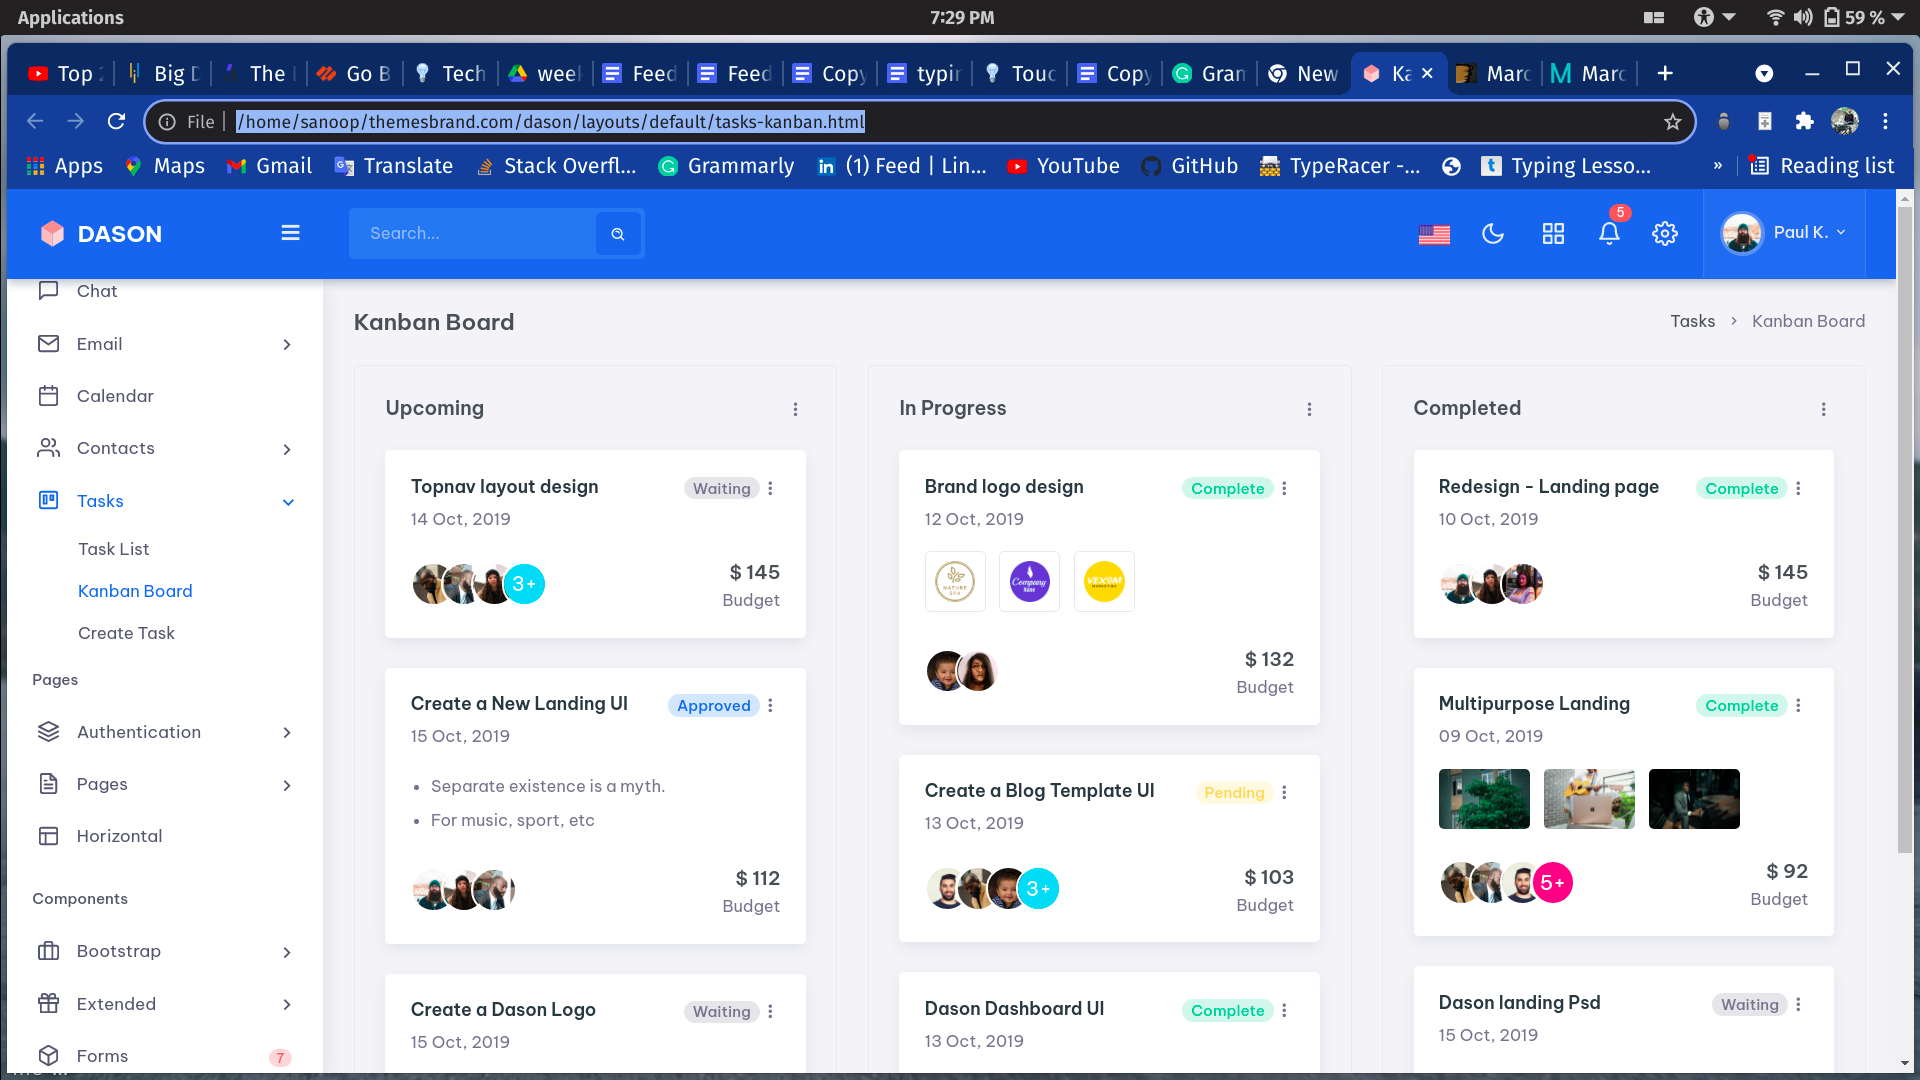 Applications
7:29 PM
59 %
Top
Big D
The
Go B
Tech
week
Feed
Feed
Copy
typin
Touc
Copy
Gran
New
Ka
Marc
Marc
File
/home/sanoop/themesbrand.com/dason/layouts/default/tasks-kanban.html
Apps
Maps
Gmail
Translate
Stack Overfl...
Grammarly
(1) Feed | Lin...
YouTube
GitHub
TypeRacer -...
Typing Lesso...
»
Reading list
DASON
Search...
5
Paul K.
Chat
Email
Calendar
Contacts
Tasks
Task List
Kanban Board
Create Task
Pages
Authentication
Pages
Horizontal
Components
Bootstrap
Extended
Forms
7
Kanban Board
Tasks > Kanban Board
Upcoming
Topnav layout design
Waiting
14 Oct, 2019
3+
$ 145
Budget
Create a New Landing UI
Approved
15 Oct, 2019
• Separate existence is a myth.
• For music, sport, etc
$ 112
Budget
Create a Dason Logo
Waiting
15 Oct, 2019
In Progress
Brand logo design
Complete
12 Oct, 2019
NATURE
SPA
Company
VEXOM
$ 132
Budget
Create a Blog Template UI
Pending
13 Oct, 2019
3+
$ 103
Budget
Dason Dashboard UI
Complete
13 Oct, 2019
Completed
Redesign - Landing page
Complete
10 Oct, 2019
$ 145
Budget
Multipurpose Landing
Complete
09 Oct, 2019
5+
$ 92
Budget
Dason landing Psd
Waiting
15 Oct, 2019